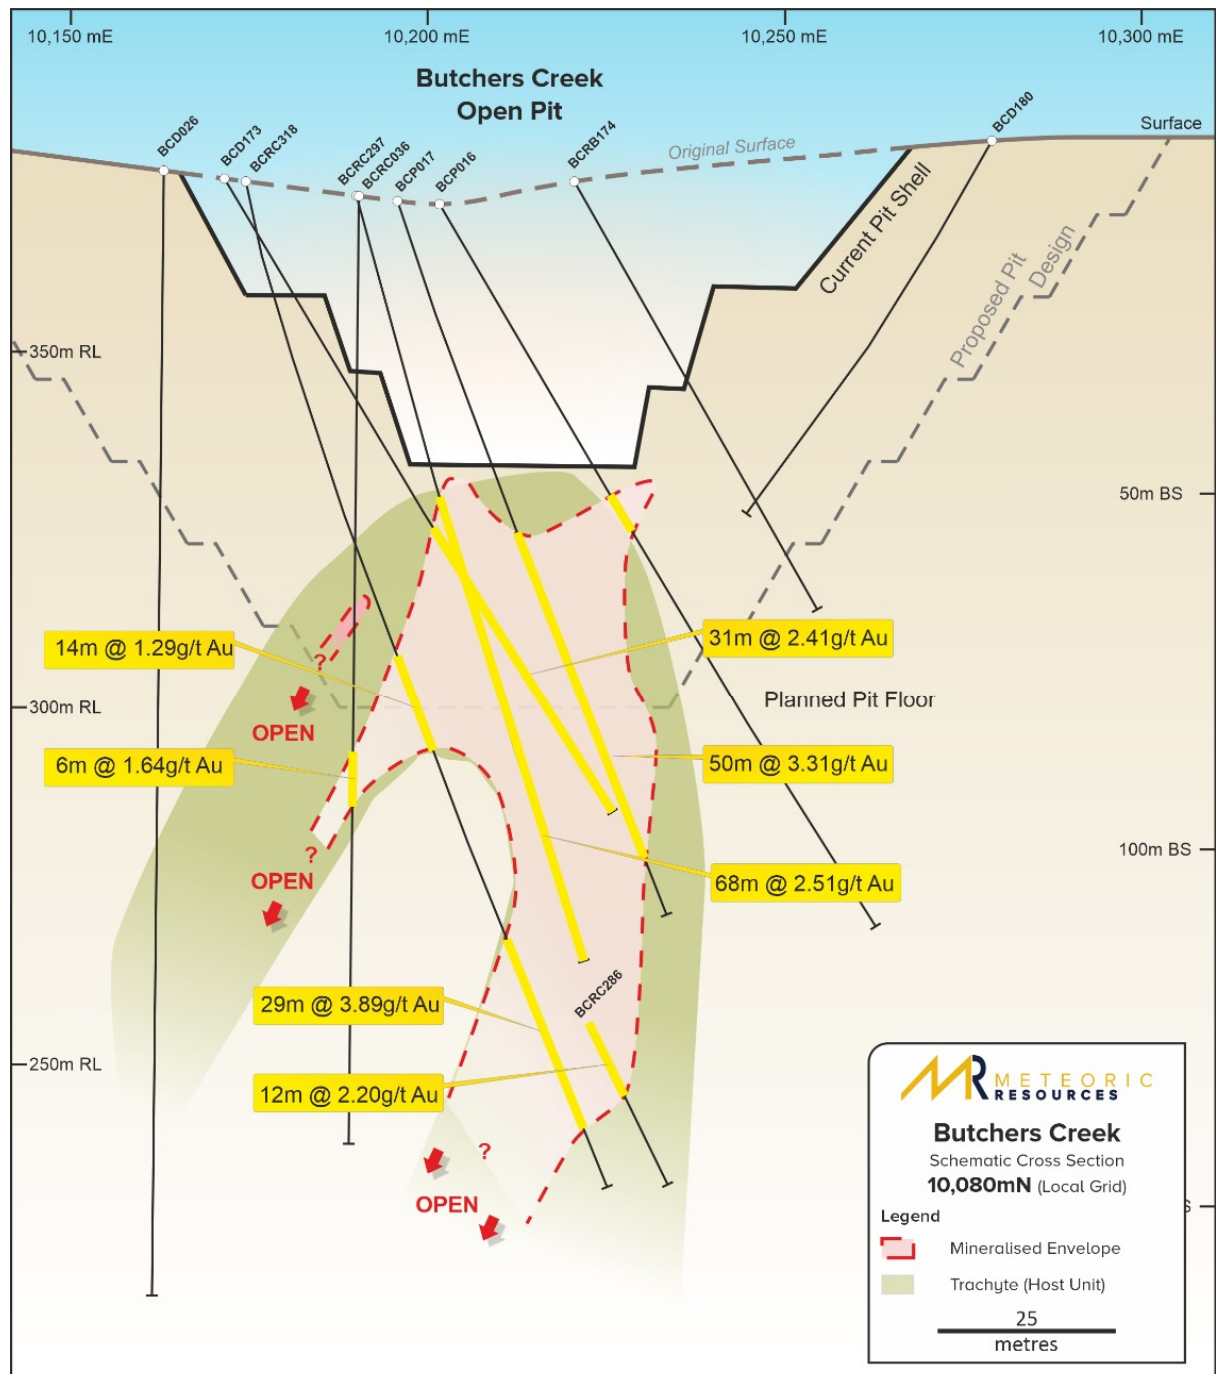 10,150 mE
10,200 mE
10,250 mE
10,300 mE
Butchers Creek
Open Pit
BCD026
BCD173
BCRC318
BCRC297
BCRC036
BCP017
BCP016
BCRB174
BCD180
Original Surface
Surface
Current Pit Shell
Proposed Pit
Design
350m RL
50m BS
14m @ 1.29g/t Au
31m @ 2.41g/t Au
?
300m RL
Planned Pit Floor
OPEN
6m @ 1.64g/t Au
50m @ 3.31g/t Au
?
100m BS
OPEN
68m @ 2.51g/t Au
BCRC286
29m @ 3.89g/t Au
250m RL
12m @ 2.20g/t Au
?
OPEN
MR METEORIC
RESOURCES
Butchers Creek
Schematic Cross Section
10,080mN (Local Grid)
S
Legend
Mineralised Envelope
Trachyte (Host Unit)
25
metres